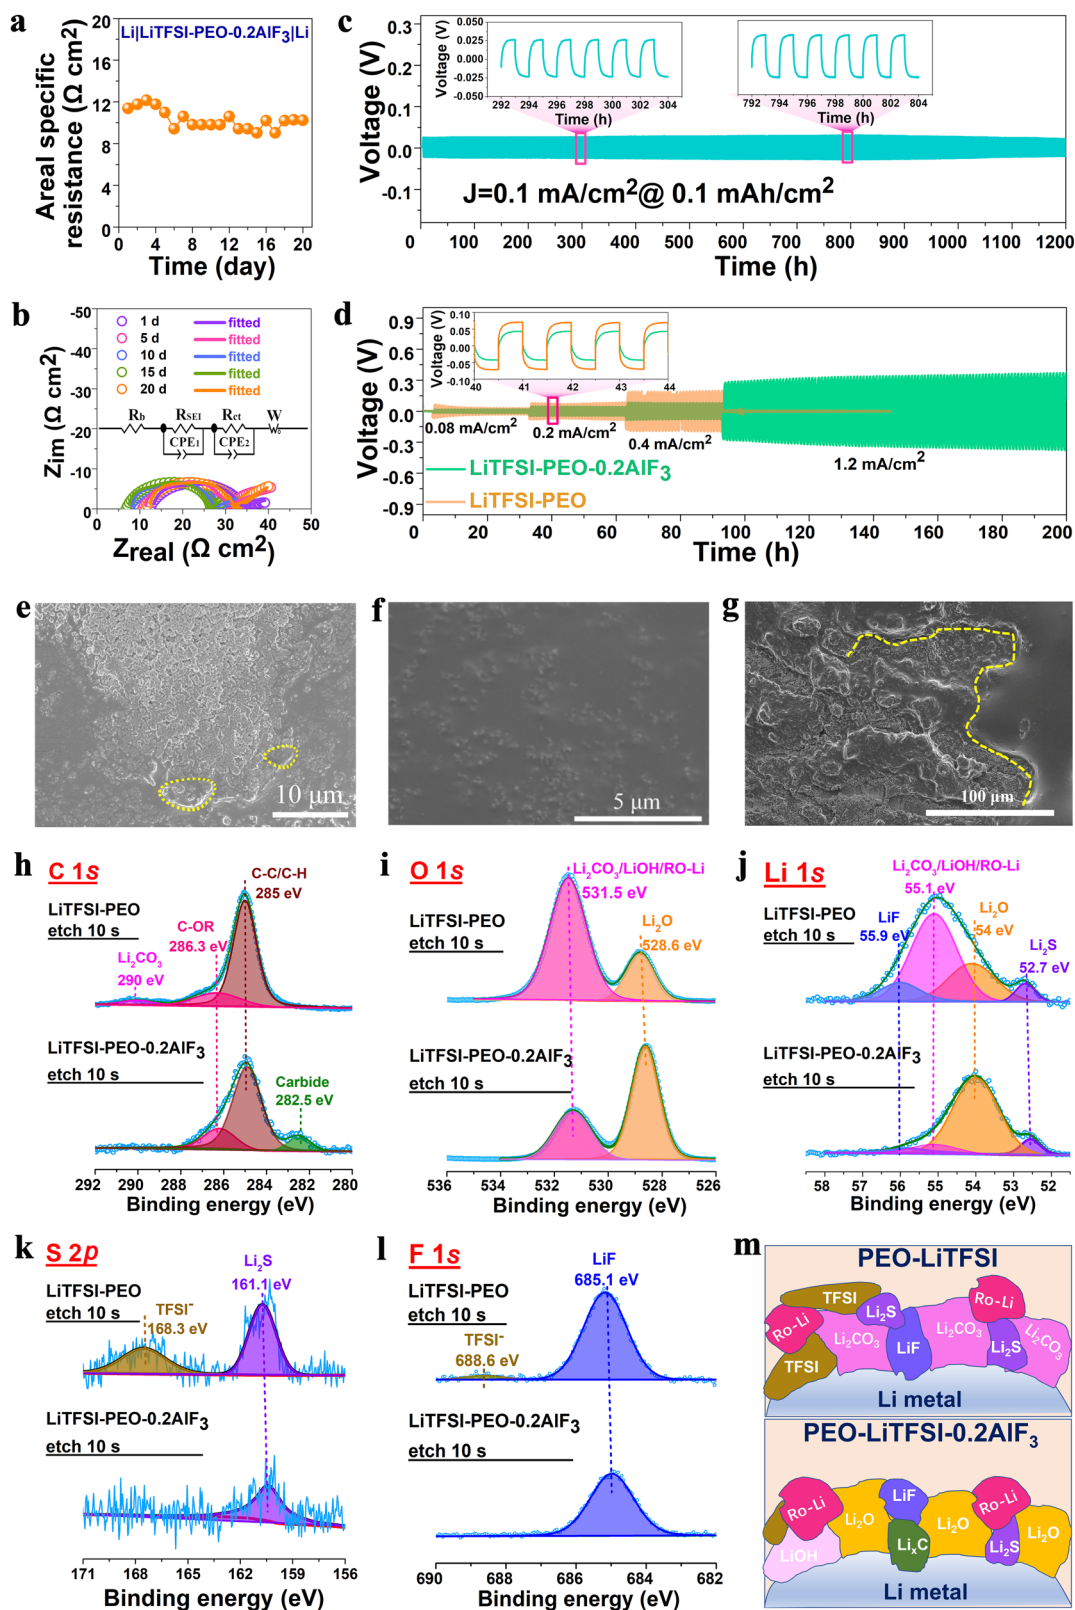 a
Li|LiTFSI-PEO-0.2AlF₃|Li
Areal specific
resistance (Ω cm²)
20
16
12
8
4
0
0 4 8 12 16 20
Time (day)
b
1 d fitted
5 d fitted
10 d fitted
15 d fitted
20 d fitted
R_b R_SEI R_ct W_s
CPE₁ CPE₂
Z_im (Ω cm²)
-50
-40
-30
-20
-10
0
0 10 20 30 40 50
Z_real (Ω cm²)
c
Voltage (V)
0.3
0.2
0.1
0.0
-0.1
Voltage (V)
0.050
0.025
0.000
-0.025
-0.050
292 294 296 298 300 302 304
Time (h)
792 794 796 798 800 802 804
Time (h)
J=0.1 mA/cm²@ 0.1 mAh/cm²
0 100 200 300 400 500 600 700 800 900 1000 1100 1200
Time (h)
d
Voltage (V)
0.9
0.6
0.3
0.0
-0.3
-0.6
-0.9
Voltage (V)
0.10
0.05
0.00
-0.05
-0.10
40 41 42 43 44
Time (h)
0.08 mA/cm²
0.2 mA/cm²
0.4 mA/cm²
1.2 mA/cm²
LiTFSI-PEO-0.2AlF₃
LiTFSI-PEO
0 20 40 60 80 100 120 140 160 180 200
Time (h)
e
10 μm
f
5 μm
g
100 μm
h
C 1s
C-C/C-H
285 eV
LiTFSI-PEO
etch 10 s
C-OR
286.3 eV
Li₂CO₃
290 eV
LiTFSI-PEO-0.2AlF₃
etch 10 s
Carbide
282.5 eV
292 290 288 286 284 282 280
Binding energy (eV)
i
O 1s
Li₂CO₃/LiOH/RO-Li
531.5 eV
LiTFSI-PEO
etch 10 s
Li₂O
528.6 eV
LiTFSI-PEO-0.2AlF₃
etch 10 s
536 534 532 530 528 526
Binding energy (eV)
j
Li 1s
Li₂CO₃/LiOH/RO-Li
55.1 eV
LiTFSI-PEO
etch 10 s
LiF
55.9 eV
Li₂O
54 eV
Li₂S
52.7 eV
LiTFSI-PEO-0.2AlF₃
etch 10 s
58 57 56 55 54 53 52
Binding energy (eV)
k
S 2p
Li₂S
161.1 eV
LiTFSI-PEO
etch 10 s
TFSI⁻
168.3 eV
LiTFSI-PEO-0.2AlF₃
etch 10 s
171 168 165 162 159 156
Binding energy (eV)
l
F 1s
LiF
685.1 eV
LiTFSI-PEO
etch 10 s
TFSI⁻
688.6 eV
LiTFSI-PEO-0.2AlF₃
etch 10 s
690 688 686 684 682
Binding energy (eV)
m
PEO-LiTFSI
TFSI
Ro-Li
Li₂S
Ro-Li
Li₂CO₃
LiF
Li₂CO₃
Li₂S
Li₂CO₃
TFSI
Li metal
PEO-LiTFSI-0.2AlF₃
Ro-Li
LiF
Ro-Li
Li₂O
Li₂O
Li₂O
LiOH
LiₓC
Li₂S
Li metal